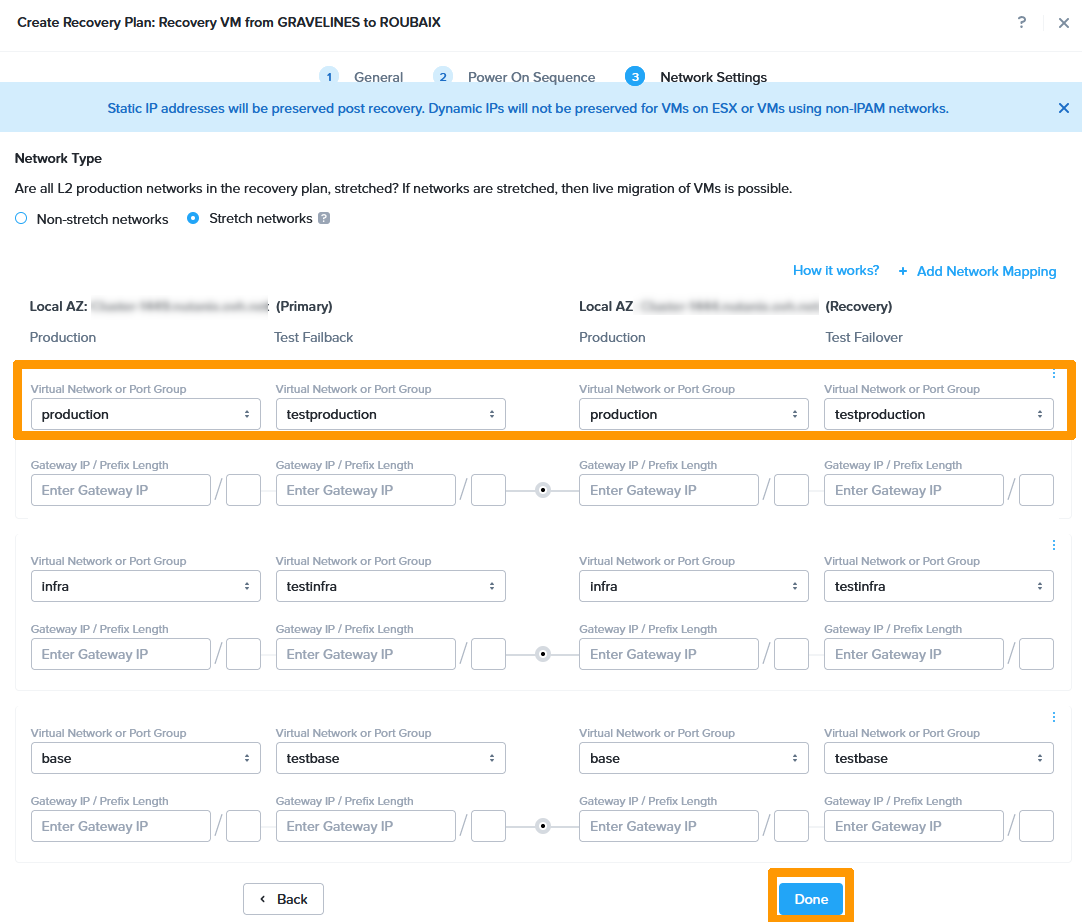 Create Recovery Plan: Recovery VM from GRAVELINES to ROUBAIX ? ×
1 General 2 Power On Sequence 3 Network Settings
Static IP addresses will be preserved post recovery. Dynamic IPs will not be preserved for VMs on ESX or VMs using non-IPAM networks. ×
Network Type
Are all L2 production networks in the recovery plan, stretched? If networks are stretched, then live migration of VMs is possible.
Non-stretch networks Stretch networks ?
How it works? + Add Network Mapping
Local AZ: (Primary) Local AZ (Recovery)
Production Test Failback Production Test Failover
Virtual Network or Port Group Virtual Network or Port Group Virtual Network or Port Group Virtual Network or Port Group
production testproduction production testproduction
Gateway IP / Prefix Length Gateway IP / Prefix Length Gateway IP / Prefix Length Gateway IP / Prefix Length
Enter Gateway IP / Enter Gateway IP / Enter Gateway IP / Enter Gateway IP /
Virtual Network or Port Group Virtual Network or Port Group Virtual Network or Port Group Virtual Network or Port Group
infra testinfra infra testinfra
Gateway IP / Prefix Length Gateway IP / Prefix Length Gateway IP / Prefix Length Gateway IP / Prefix Length
Enter Gateway IP / Enter Gateway IP / Enter Gateway IP / Enter Gateway IP /
Virtual Network or Port Group Virtual Network or Port Group Virtual Network or Port Group Virtual Network or Port Group
base testbase base testbase
Gateway IP / Prefix Length Gateway IP / Prefix Length Gateway IP / Prefix Length Gateway IP / Prefix Length
Enter Gateway IP / Enter Gateway IP / Enter Gateway IP / Enter Gateway IP /
Back Done